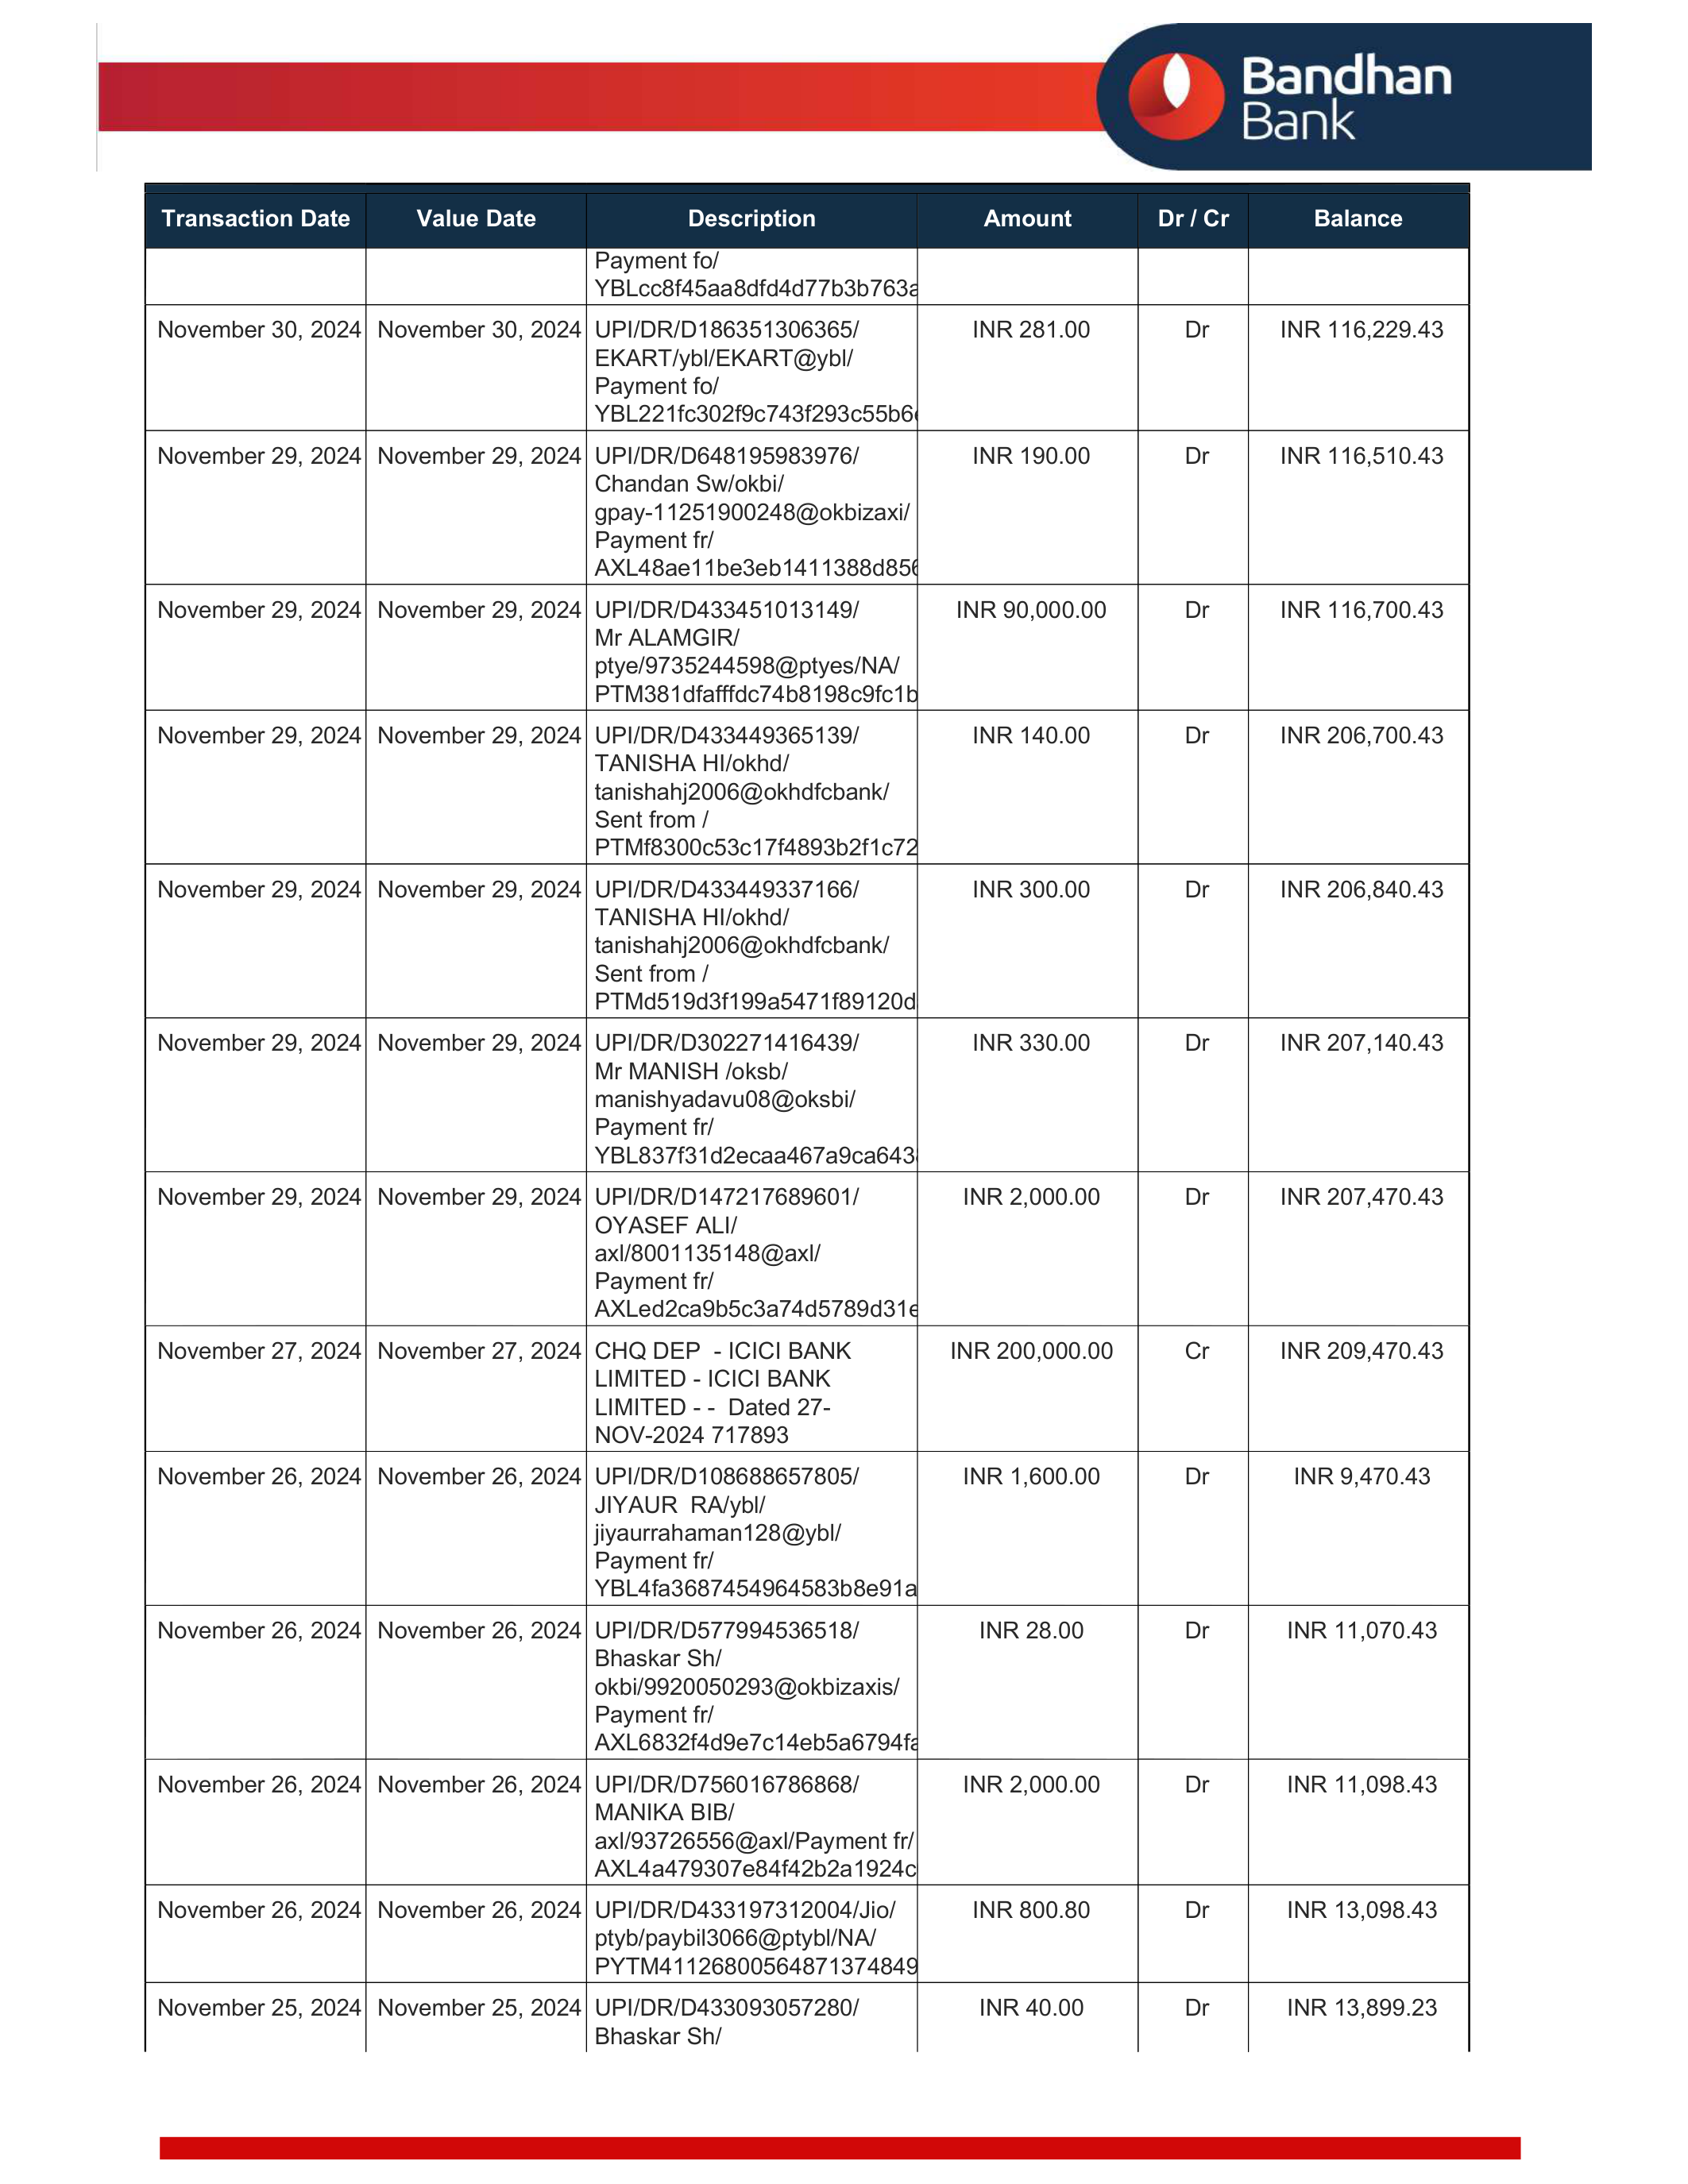 Bandhan
Bank
Transaction Date Value Date Description Amount Dr / Cr Balance
Payment fo/
YBLcc8f45aa8dfd4d77b3b763a
November 30, 2024 November 30, 2024 UPI/DR/D186351306365/ INR 281.00 Dr INR 116,229.43
EKART/ybl/EKART@ybl/
Payment fo/
YBL221fc302f9c743f293c55b6
November 29, 2024 November 29, 2024 UPI/DR/D648195983976/ INR 190.00 Dr INR 116,510.43
Chandan Sw/okbi/
gpay-11251900248@okbizaxi/
Payment fr/
AXL48ae11be3eb1411388d856
November 29, 2024 November 29, 2024 UPI/DR/D433451013149/ INR 90,000.00 Dr INR 116,700.43
Mr ALAMGIR/
ptye/9735244598@ptyes/NA/
PTM381dfafffdc74b8198c9fc1b
November 29, 2024 November 29, 2024 UPI/DR/D433449365139/ INR 140.00 Dr INR 206,700.43
TANISHA HI/okhd/
tanishahj2006@okhdfcbank/
Sent from /
PTMf8300c53c17f4893b2f1c72
November 29, 2024 November 29, 2024 UPI/DR/D433449337166/ INR 300.00 Dr INR 206,840.43
TANISHA HI/okhd/
tanishahj2006@okhdfcbank/
Sent from /
PTMd519d3f199a5471f89120d
November 29, 2024 November 29, 2024 UPI/DR/D302271416439/ INR 330.00 Dr INR 207,140.43
Mr MANISH /oksb/
manishyadavu08@oksbi/
Payment fr/
YBL837f31d2ecaa467a9ca643
November 29, 2024 November 29, 2024 UPI/DR/D147217689601/ INR 2,000.00 Dr INR 207,470.43
OYASEF ALI/
axl/8001135148@axl/
Payment fr/
AXLed2ca9b5c3a74d5789d31e
November 27, 2024 November 27, 2024 CHQ DEP  - ICICI BANK INR 200,000.00 Cr INR 209,470.43
LIMITED - ICICI BANK
LIMITED - -  Dated 27-
NOV-2024 717893
November 26, 2024 November 26, 2024 UPI/DR/D108688657805/ INR 1,600.00 Dr INR 9,470.43
JIYAUR  RA/ybl/
jiyaurrahaman128@ybl/
Payment fr/
YBL4fa3687454964583b8e91a
November 26, 2024 November 26, 2024 UPI/DR/D577994536518/ INR 28.00 Dr INR 11,070.43
Bhaskar Sh/
okbi/9920050293@okbizaxis/
Payment fr/
AXL6832f4d9e7c14eb5a6794fa
November 26, 2024 November 26, 2024 UPI/DR/D756016786868/ INR 2,000.00 Dr INR 11,098.43
MANIKA BIB/
axl/93726556@axl/Payment fr/
AXL4a479307e84f42b2a1924c
November 26, 2024 November 26, 2024 UPI/DR/D433197312004/Jio/ INR 800.80 Dr INR 13,098.43
ptyb/paybil3066@ptybl/NA/
PYTM41126800564871374849
November 25, 2024 November 25, 2024 UPI/DR/D433093057280/ INR 40.00 Dr INR 13,899.23
Bhaskar Sh/